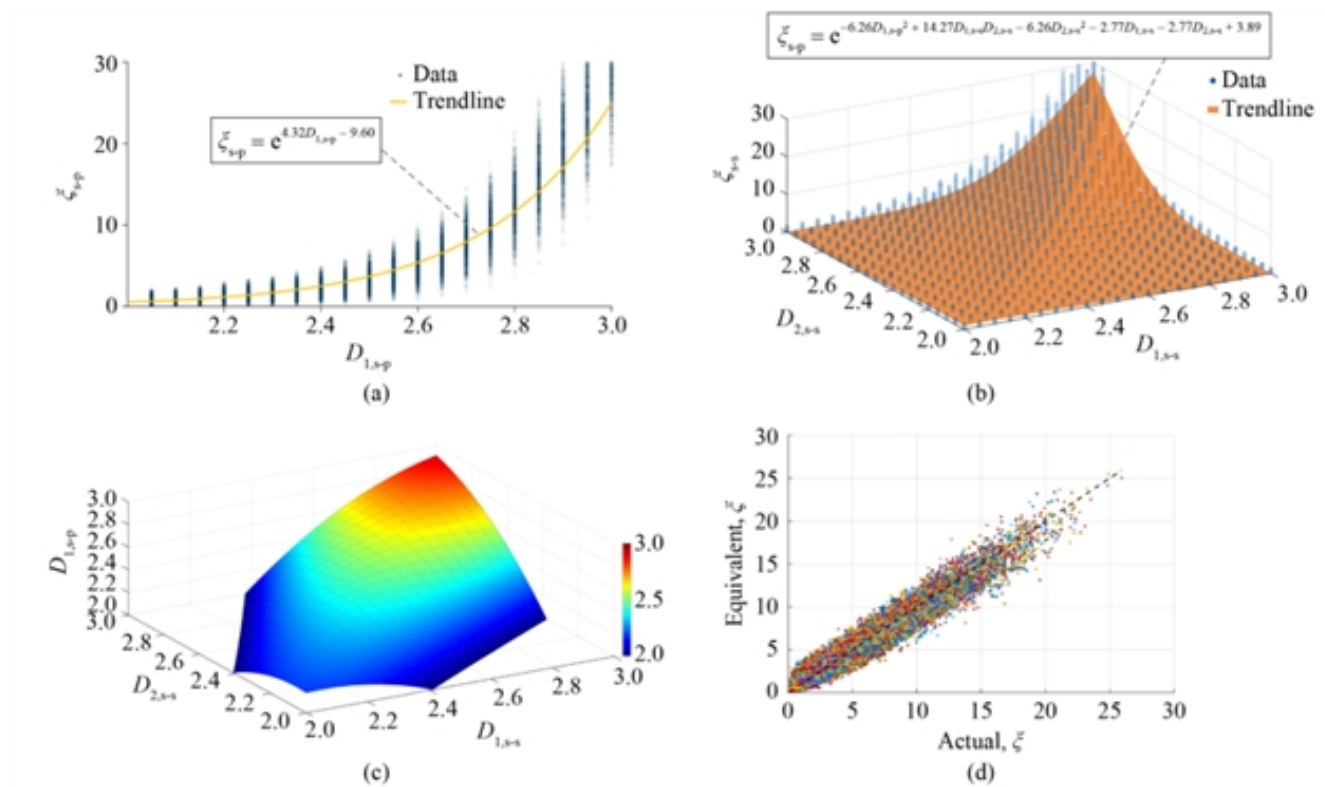 ξs-p = e^4.32D1,s-p – 9.60
Data
Trendline
30
20
10
0
ξs-p
2.2 2.4 2.6 2.8 3.0
D1,s-p
(a)
ξs-p = e^–6.26D1,s-p² + 14.27D1,s-sD2,s-s – 6.26D2,s-s² – 2.77D1,s-s – 2.77D2,s-s + 3.89
Data
Trendline
30
20
10
0
ξs-s
3.0 2.8 2.6 2.4 2.2 2.0
D2,s-s
2.0 2.2 2.4 2.6 2.8 3.0
D1,s-s
(b)
3.0
2.8
2.6
2.4
2.2
2.0
D1,s-p
3.0 2.8 2.6 2.4 2.2 2.0
D2,s-s
2.0 2.2 2.4 2.6 2.8 3.0
D1,s-s
3.0
2.5
2.0
(c)
30
25
20
15
10
5
0
Equivalent, ξ
0 5 10 15 20 25 30
Actual, ξ
(d)